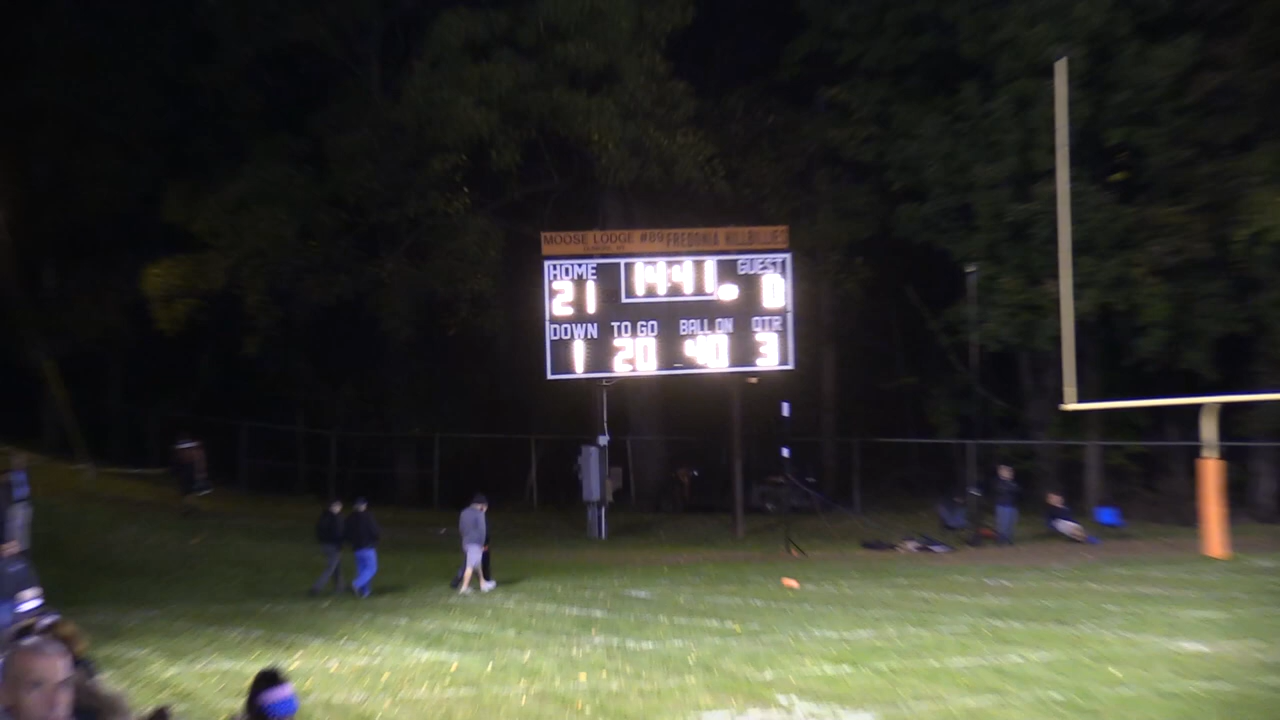 MOOSE LODGE #89 FREDONIA HILLBILLIES
HOME 14:41 GUEST
21 0
DOWN TO GO BALL ON QTR
1 20 40 3